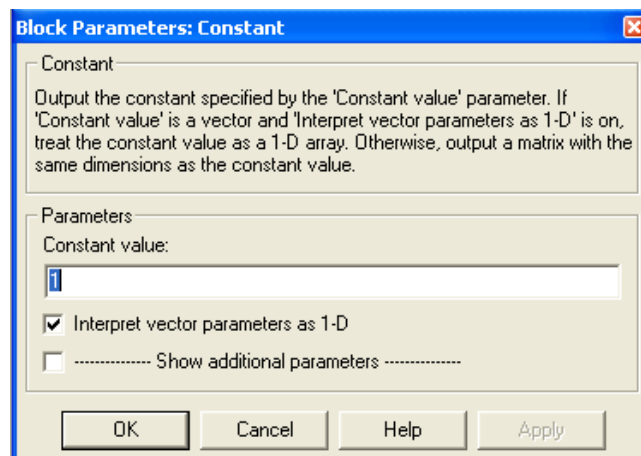 Block Parameters: Constant
Constant
Output the constant specified by the 'Constant value' parameter. If
'Constant value' is a vector and 'Interpret vector parameters as 1-D' is on,
treat the constant value as a 1-D array. Otherwise, output a matrix with the
same dimensions as the constant value.
Parameters
Constant value:
1
Interpret vector parameters as 1-D
--------------- Show additional parameters ---------------
OK Cancel Help Apply